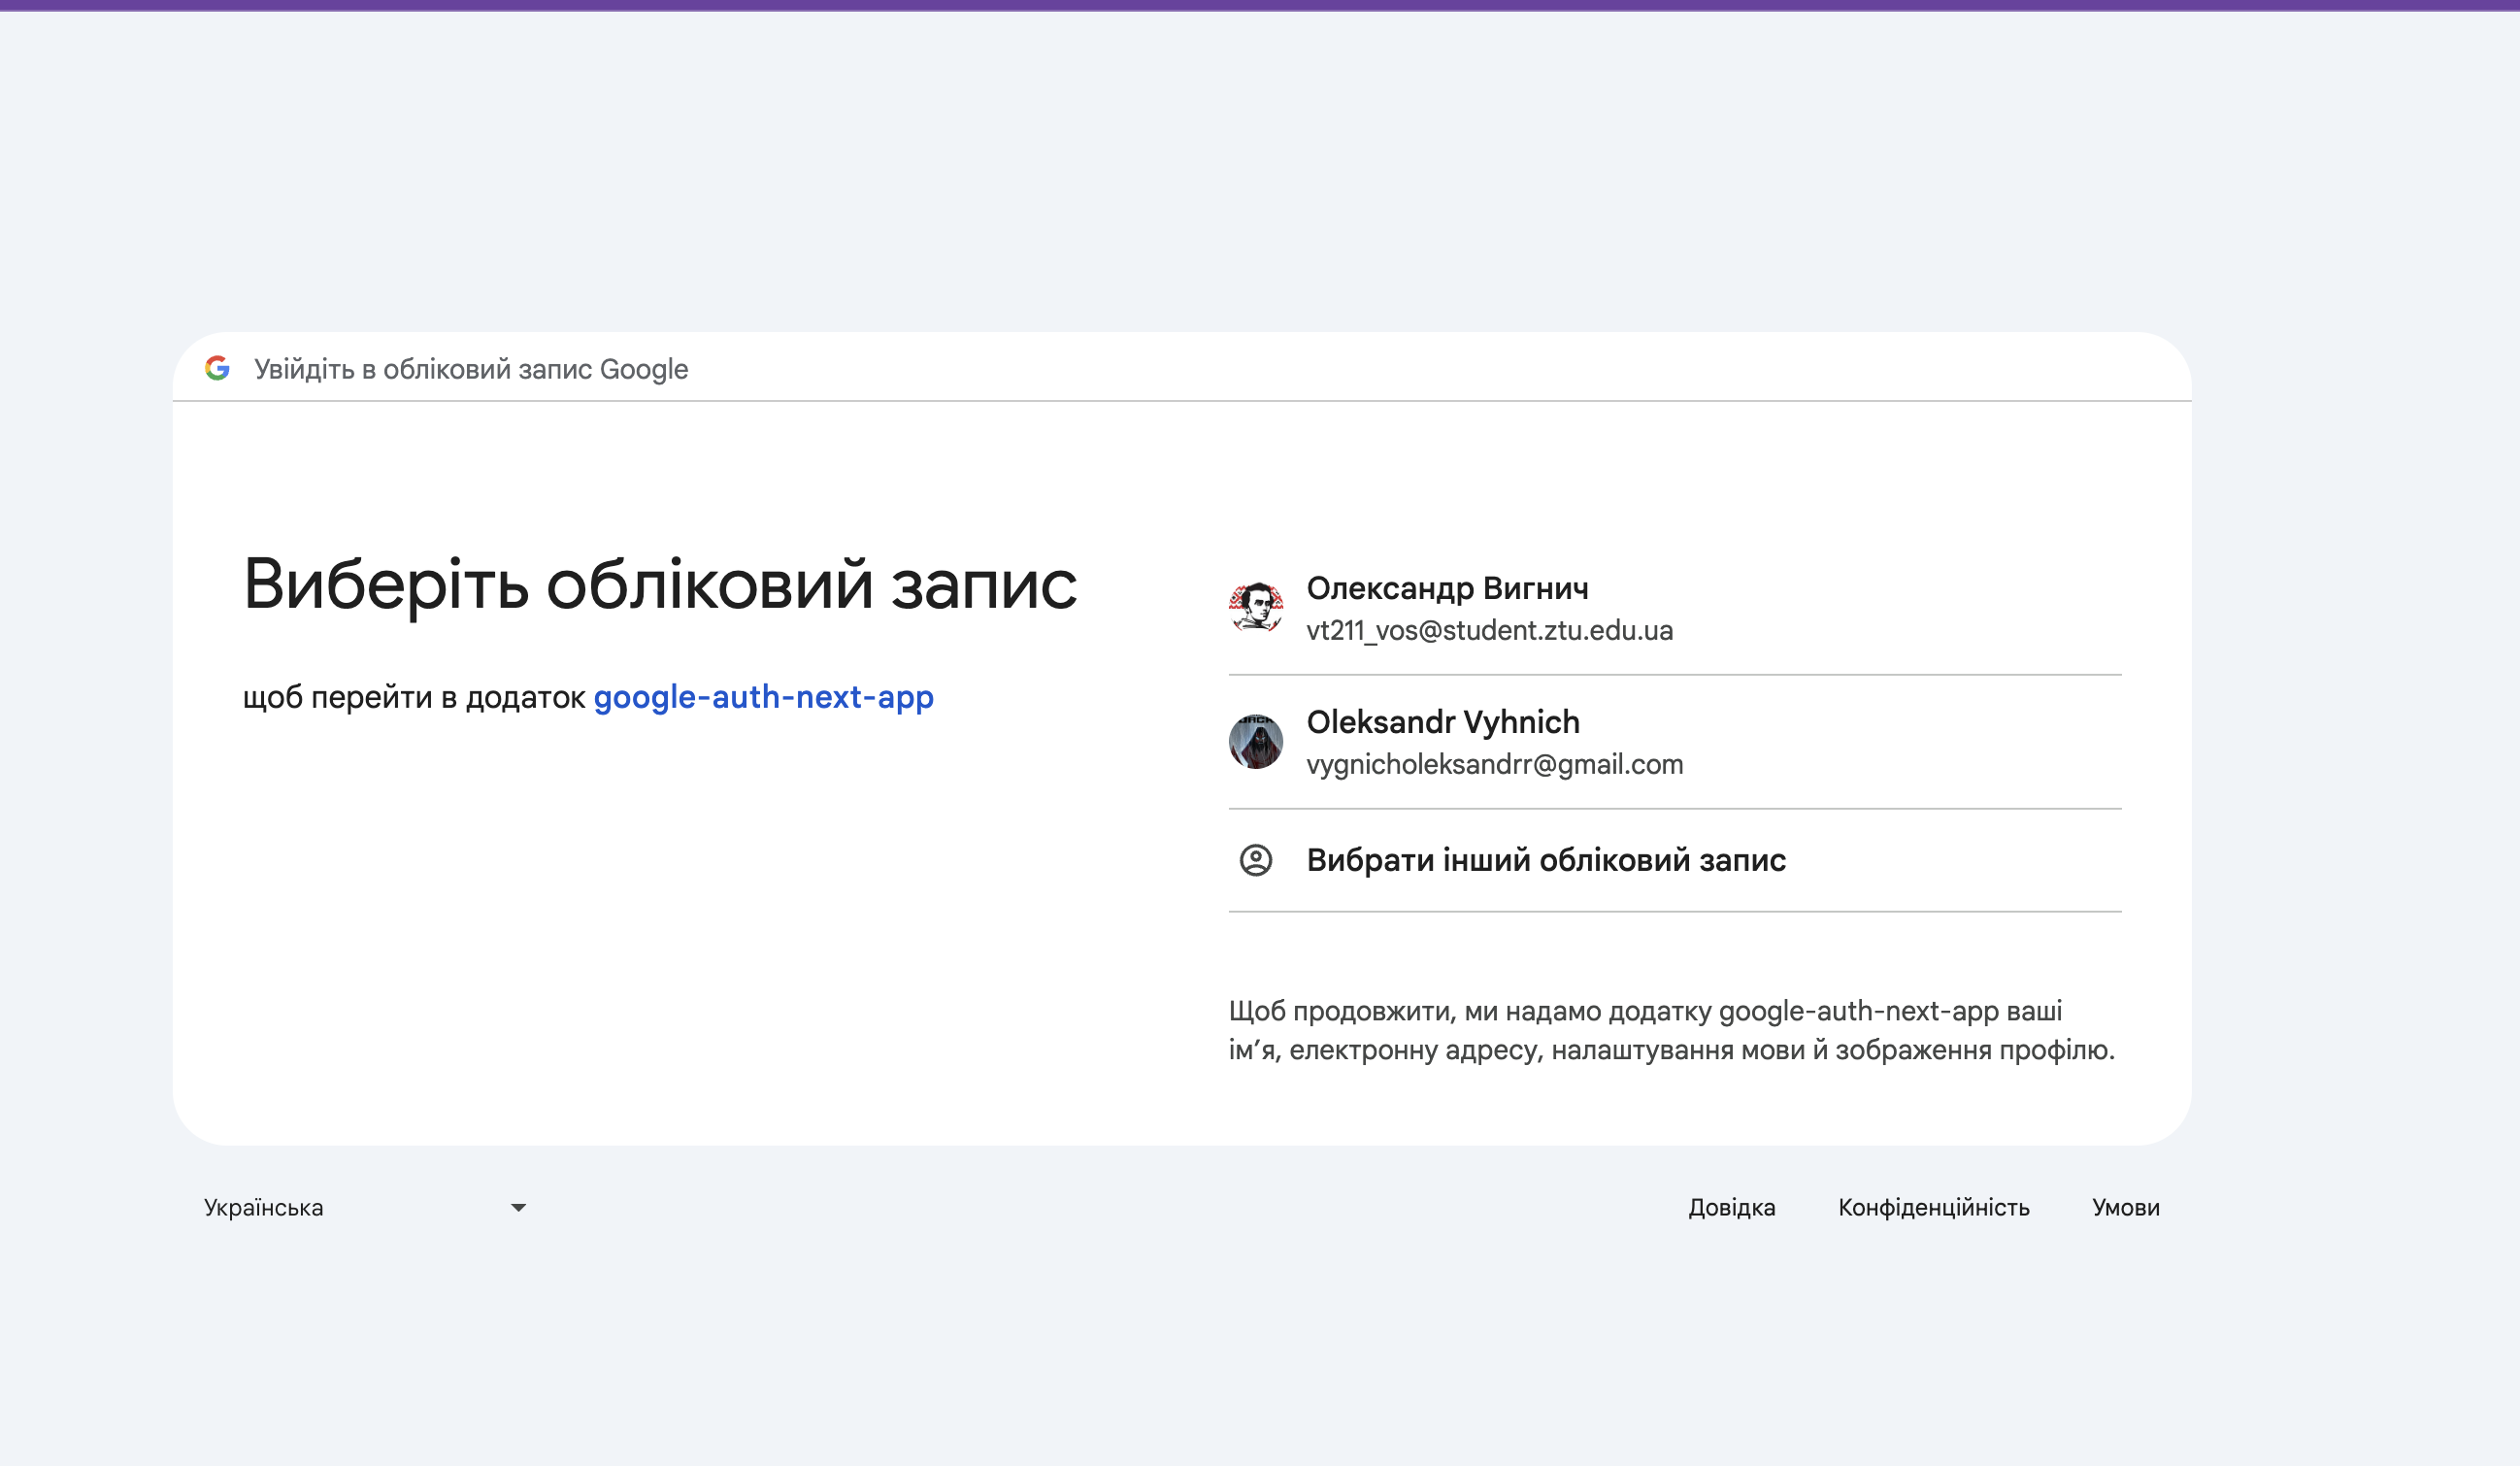 Увійдіть в обліковий запис Google
Виберіть обліковий запис
щоб перейти в додаток google-auth-next-app
Олександр Вигнич
vt211_vos@student.ztu.edu.ua
Oleksandr Vyhnich
vygnicholeksandrr@gmail.com
Вибрати інший обліковий запис
Щоб продовжити, ми надамо додатку google-auth-next-app ваші
ім’я, електронну адресу, налаштування мови й зображення профілю.
Українська
Довідка Конфіденційність Умови